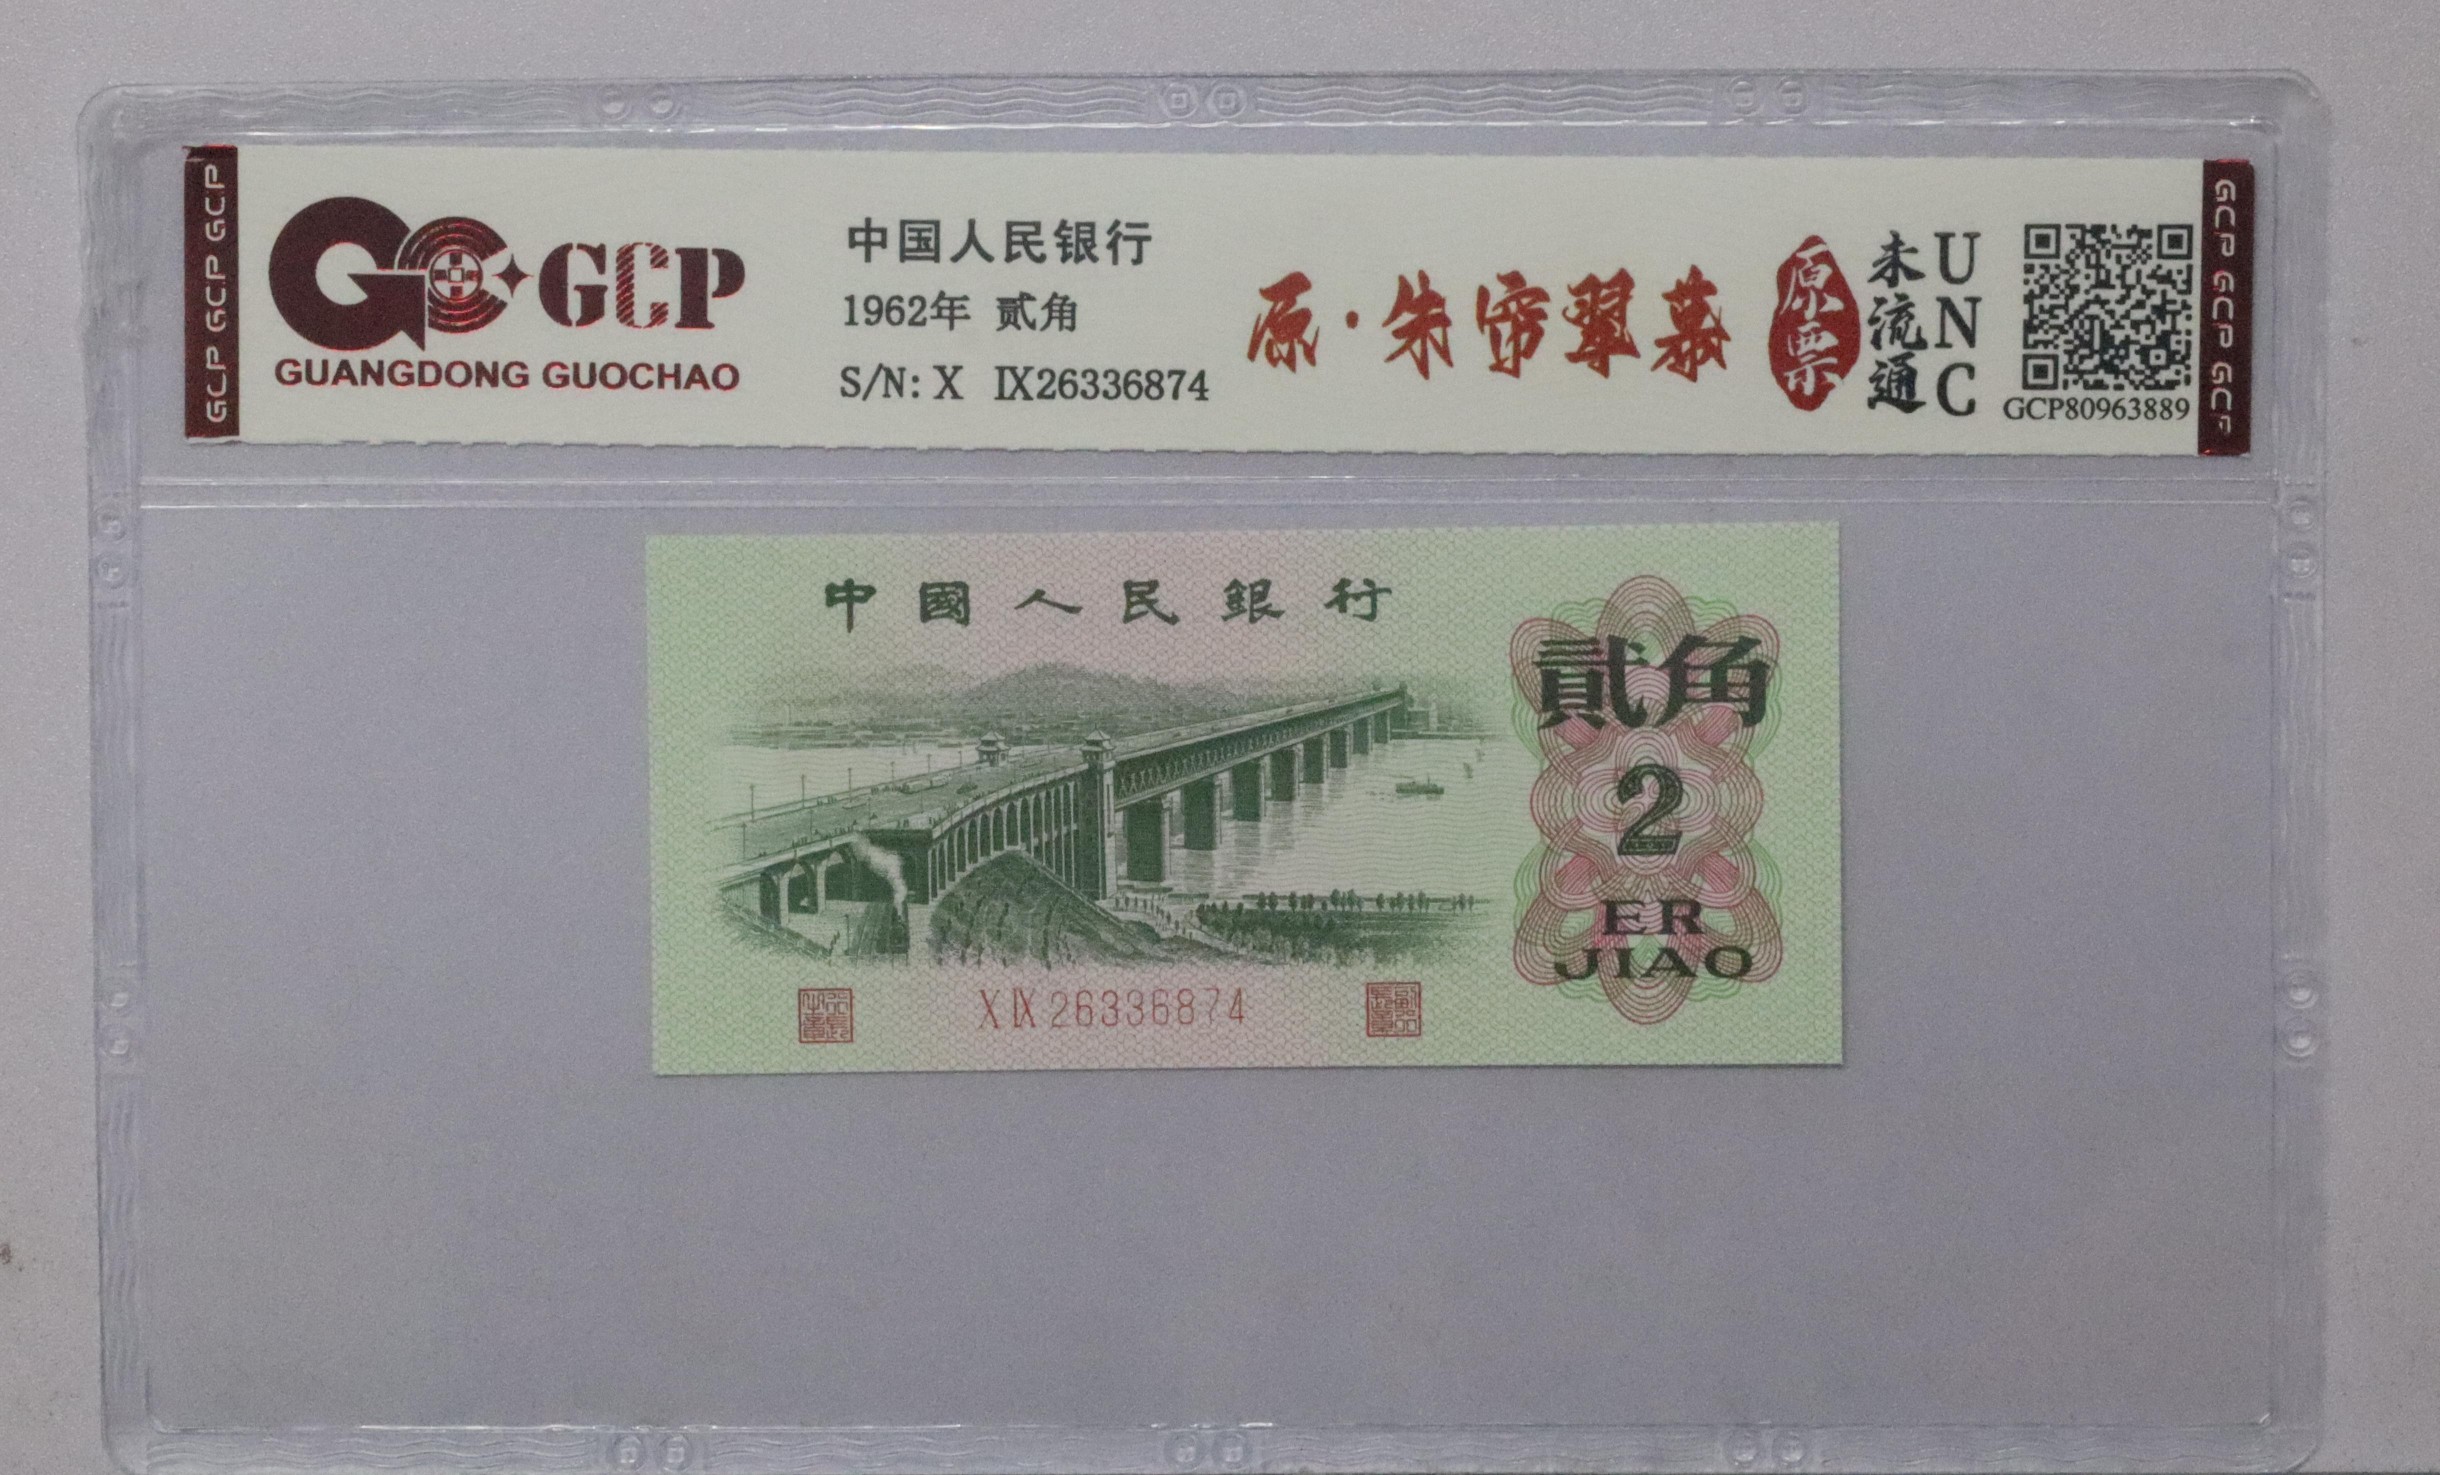 GCP GCP GCP
GCP
GUANGDONG GUOCHAO
中国人民银行
1962年 贰角
S/N: X IX26336874
原·朱帘翠幕
原票
未流通
UNC
GCP80963889
GCP GCP GCP
中國人民銀行
貳角
2
ER
JIAO
X IX 26336874